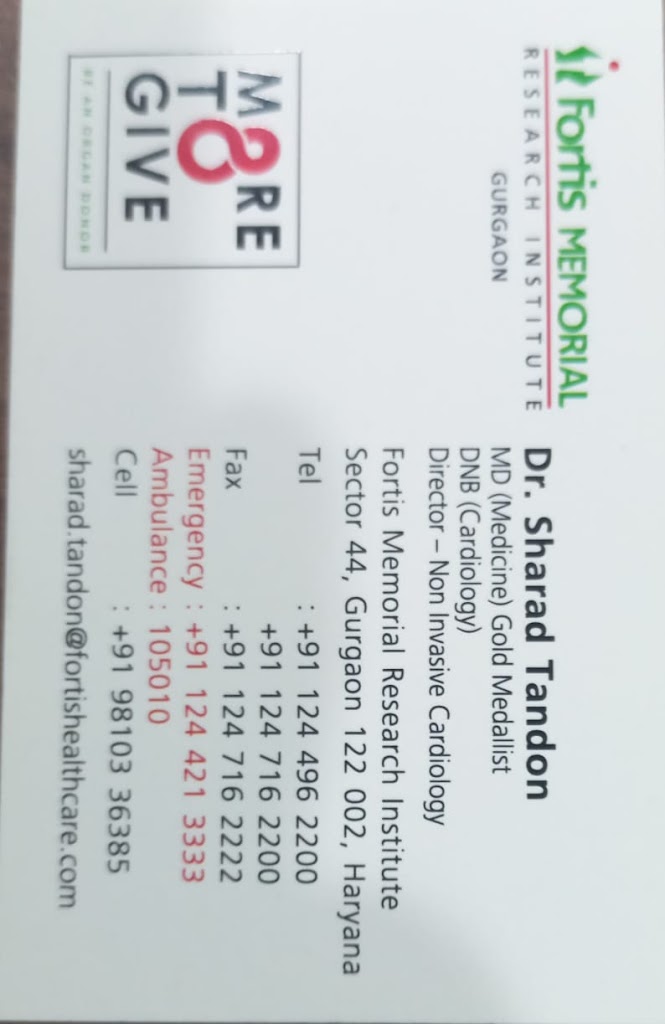 Fortis MEMORIAL
RESEARCH INSTITUTE
GURGAON
MORE
TO
GIVE
BE AN ORGAN DONOR
Dr. Sharad Tandon
MD (Medicine) Gold Medallist
DNB (Cardiology)
Director – Non Invasive Cardiology
Fortis Memorial Research Institute
Sector 44, Gurgaon 122 002, Haryana
Tel : +91 124 496 2200
+91 124 716 2200
Fax : +91 124 716 2222
Emergency : +91 124 421 3333
Ambulance : 105010
Cell : +91 98103 36385
sharad.tandon@fortishealthcare.com